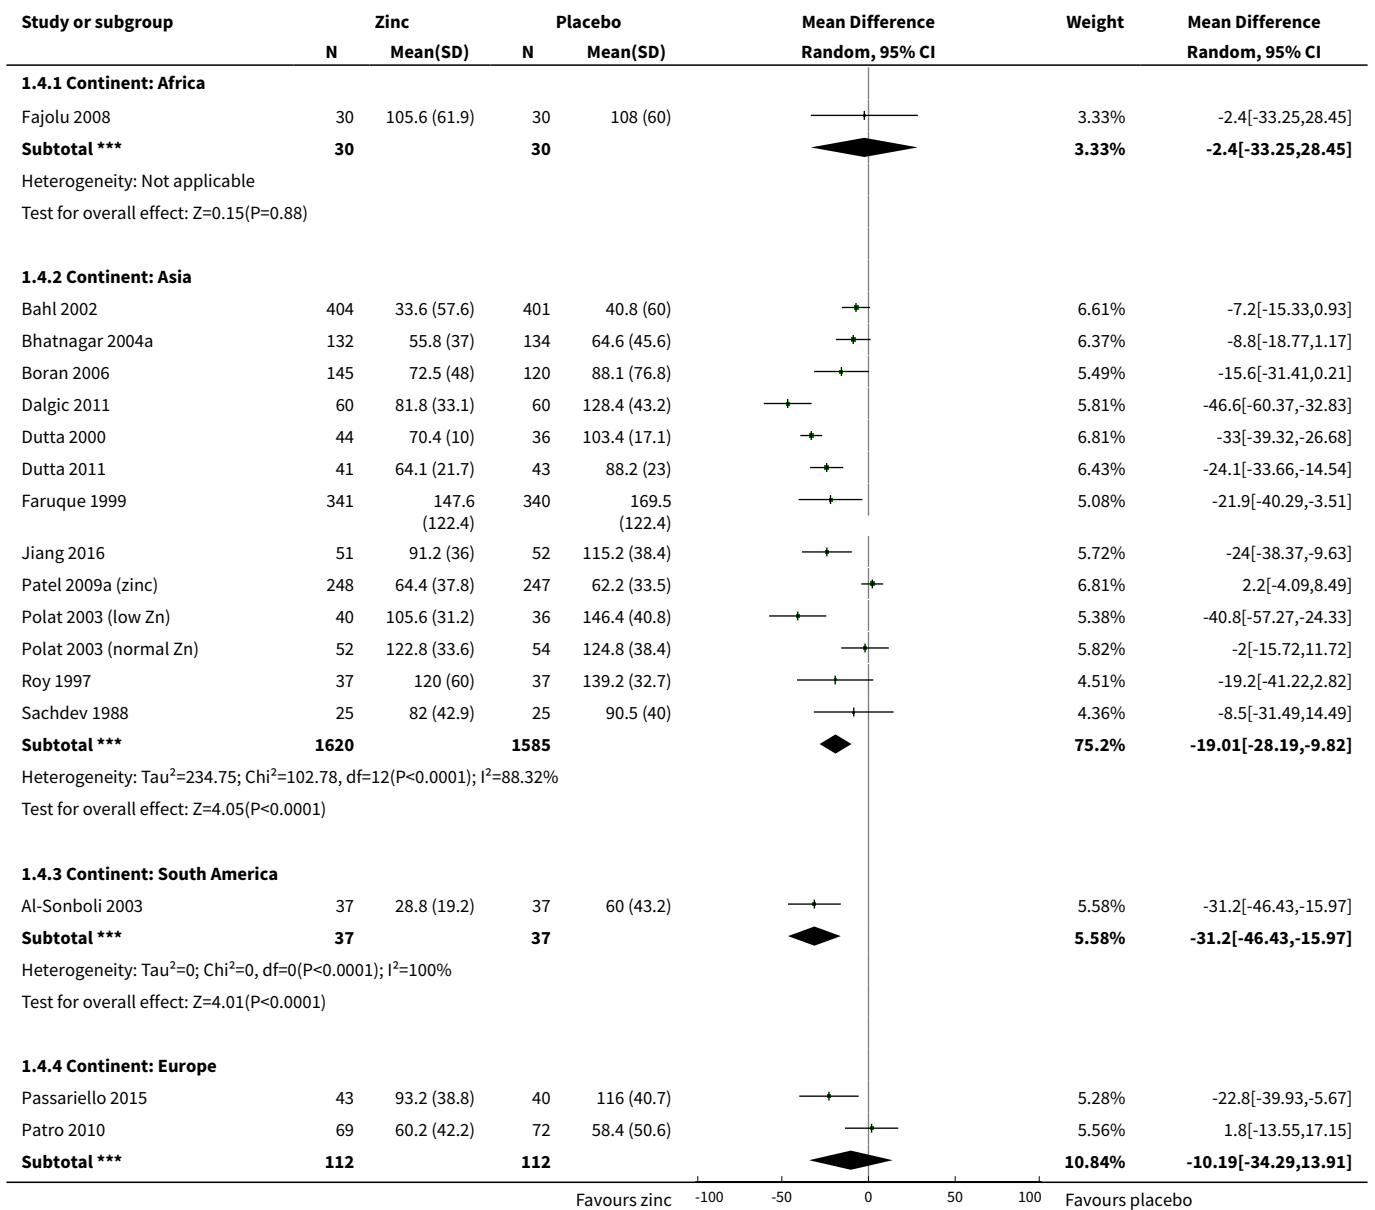 Study or subgroup Zinc Placebo Mean Difference Weight Mean Difference
N Mean(SD) N Mean(SD) Random, 95% CI Random, 95% CI
1.4.1 Continent: Africa
Fajolu 2008 30 105.6 (61.9) 30 108 (60) 3.33% -2.4[-33.25,28.45]
Subtotal *** 30 30 3.33% -2.4[-33.25,28.45]
Heterogeneity: Not applicable
Test for overall effect: Z=0.15(P=0.88)
1.4.2 Continent: Asia
Bahl 2002 404 33.6 (57.6) 401 40.8 (60) 6.61% -7.2[-15.33,0.93]
Bhatnagar 2004a 132 55.8 (37) 134 64.6 (45.6) 6.37% -8.8[-18.77,1.17]
Boran 2006 145 72.5 (48) 120 88.1 (76.8) 5.49% -15.6[-31.41,0.21]
Dalgic 2011 60 81.8 (33.1) 60 128.4 (43.2) 5.81% -46.6[-60.37,-32.83]
Dutta 2000 44 70.4 (10) 36 103.4 (17.1) 6.81% -33[-39.32,-26.68]
Dutta 2011 41 64.1 (21.7) 43 88.2 (23) 6.43% -24.1[-33.66,-14.54]
Faruque 1999 341 147.6 340 169.5 5.08% -21.9[-40.29,-3.51]
(122.4) (122.4)
Jiang 2016 51 91.2 (36) 52 115.2 (38.4) 5.72% -24[-38.37,-9.63]
Patel 2009a (zinc) 248 64.4 (37.8) 247 62.2 (33.5) 6.81% 2.2[-4.09,8.49]
Polat 2003 (low Zn) 40 105.6 (31.2) 36 146.4 (40.8) 5.38% -40.8[-57.27,-24.33]
Polat 2003 (normal Zn) 52 122.8 (33.6) 54 124.8 (38.4) 5.82% -2[-15.72,11.72]
Roy 1997 37 120 (60) 37 139.2 (32.7) 4.51% -19.2[-41.22,2.82]
Sachdev 1988 25 82 (42.9) 25 90.5 (40) 4.36% -8.5[-31.49,14.49]
Subtotal *** 1620 1585 75.2% -19.01[-28.19,-9.82]
Heterogeneity: Tau²=234.75; Chi²=102.78, df=12(P<0.0001); I²=88.32%
Test for overall effect: Z=4.05(P<0.0001)
1.4.3 Continent: South America
Al-Sonboli 2003 37 28.8 (19.2) 37 60 (43.2) 5.58% -31.2[-46.43,-15.97]
Subtotal *** 37 37 5.58% -31.2[-46.43,-15.97]
Heterogeneity: Tau²=0; Chi²=0, df=0(P<0.0001); I²=100%
Test for overall effect: Z=4.01(P<0.0001)
1.4.4 Continent: Europe
Passariello 2015 43 93.2 (38.8) 40 116 (40.7) 5.28% -22.8[-39.93,-5.67]
Patro 2010 69 60.2 (42.2) 72 58.4 (50.6) 5.56% 1.8[-13.55,17.15]
Subtotal *** 112 112 10.84% -10.19[-34.29,13.91]
Favours zinc -100 -50 0 50 100 Favours placebo